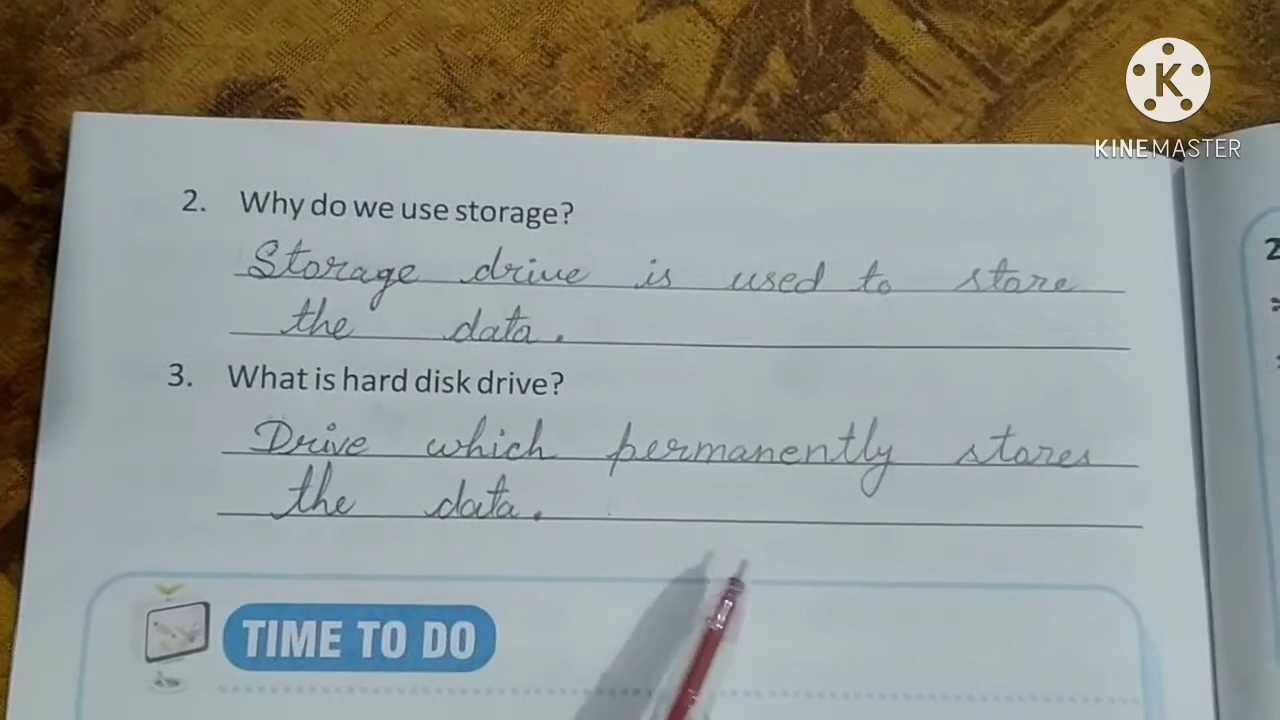 KINEMASTER
2. Why do we use storage?
Storage drive is used to store
the data.
3. What is hard disk drive?
Drive which permanently stores
the data.
TIME TO DO
2